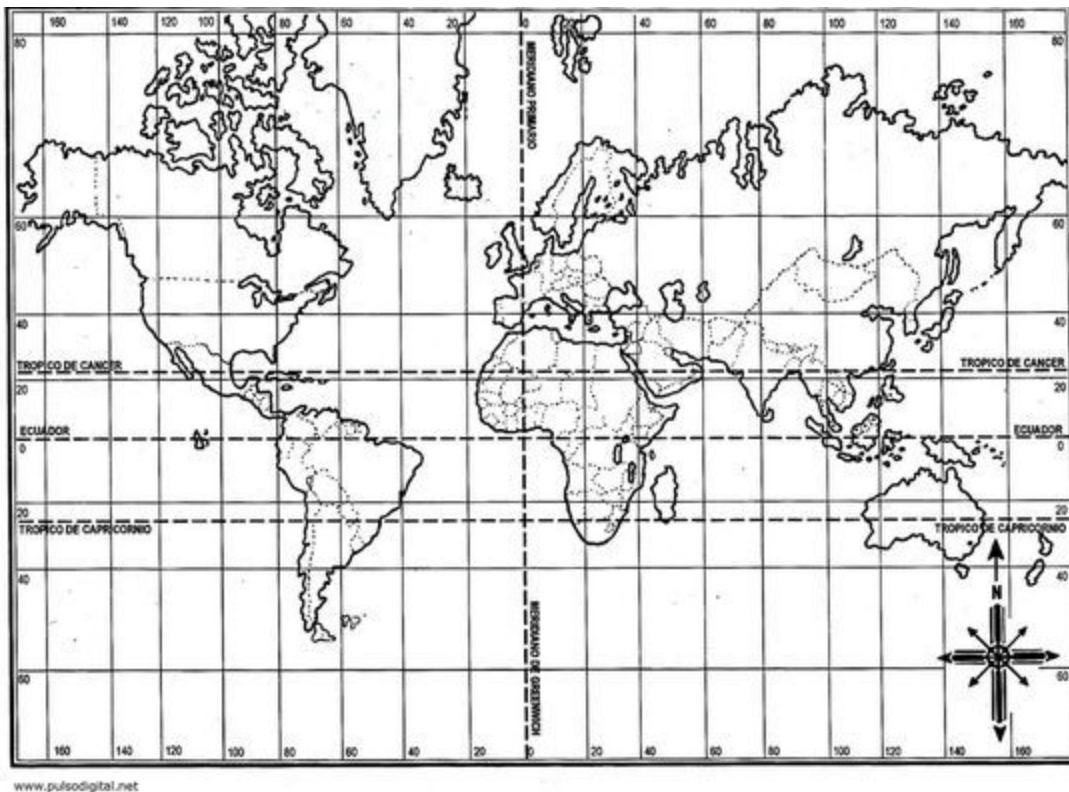 160 140 120 100 80 60 40 20 0 20 40 60 80 100 120 140 160
80 80
MERIDIANO PRIMARIO
60 60
40 40
TROPICO DE CANCER TROPICO DE CANCER
20 20
ECUADOR ECUADOR
0 0
20 20
TROPICO DE CAPRICORNIO TROPICO DE CAPRICORNIO
40 40
N
MERIDIANO DE GREENWICH
60 60
160 140 120 100 80 60 40 20 0 20 40 60 80 100 120 140 160
www.pulsodigital.net